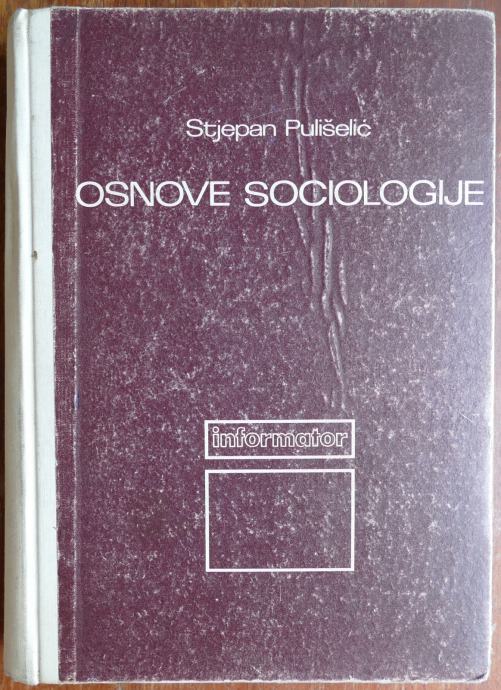 Stjepan Pulišelić
OSNOVE SOCIOLOGIJE
informator